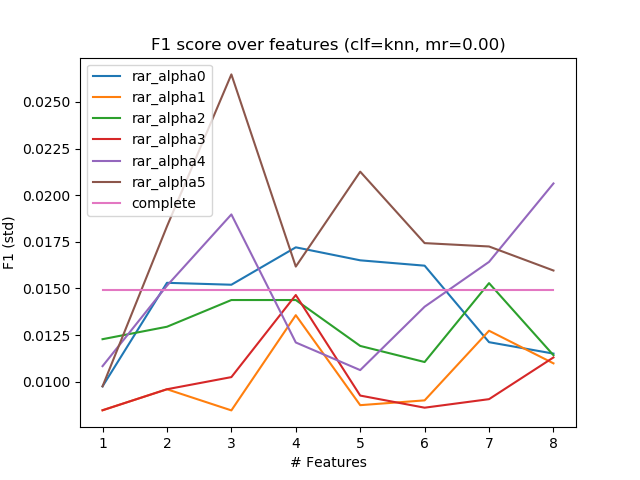 F1 score over features (clf=knn, mr=0.00)
rar_alpha0
rar_alpha1
rar_alpha2
rar_alpha3
rar_alpha4
rar_alpha5
complete
F1 (std)
0.0250
0.0225
0.0200
0.0175
0.0150
0.0125
0.0100
1 2 3 4 5 6 7 8
# Features